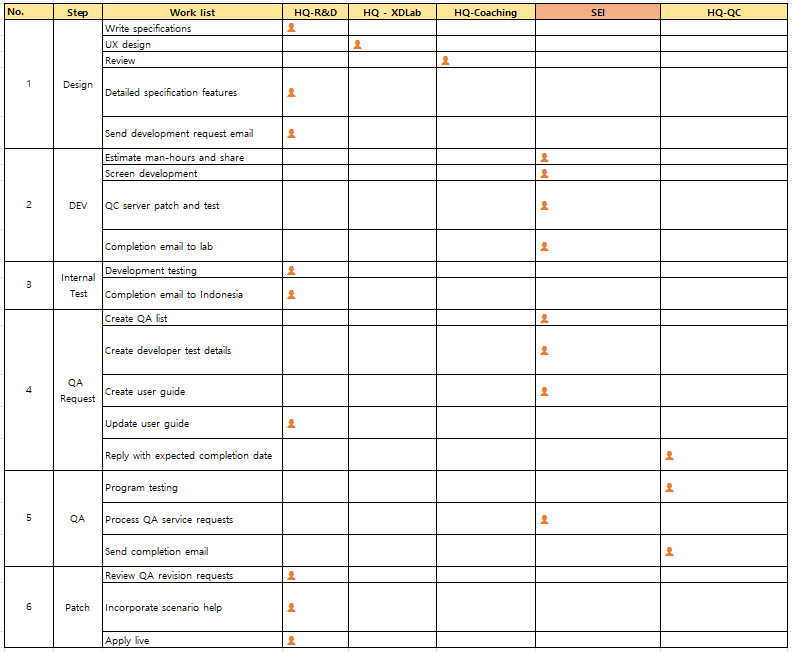 No. Step Work list HQ-R&D HQ - XDLab HQ-Coaching SEI HQ-QC
1 Design Write specifications
UX design
Review
Detailed specification features
Send development request email
2 DEV Estimate man-hours and share
Screen development
QC server patch and test
Completion email to lab
3 Internal Test Development testing
Completion email to Indonesia
4 QA Request Create QA list
Create developer test details
Create user guide
Update user guide
Reply with expected completion date
5 QA Program testing
Process QA service requests
Send completion email
6 Patch Review QA revision requests
Incorporate scenario help
Apply live